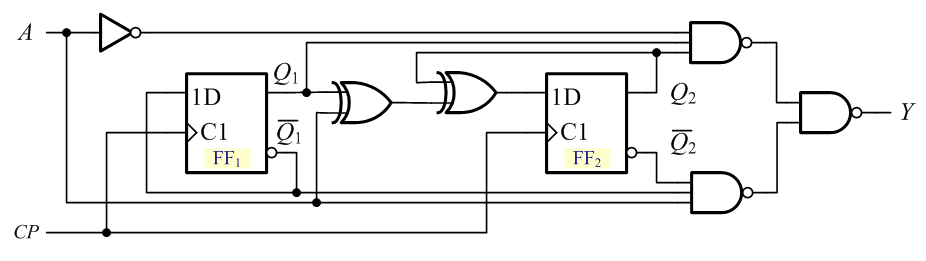 A
Q₁
Q₂
1D
C1
FF₁
Q̅₁
1D
C1
FF₂
Q̅₂
Y
CP